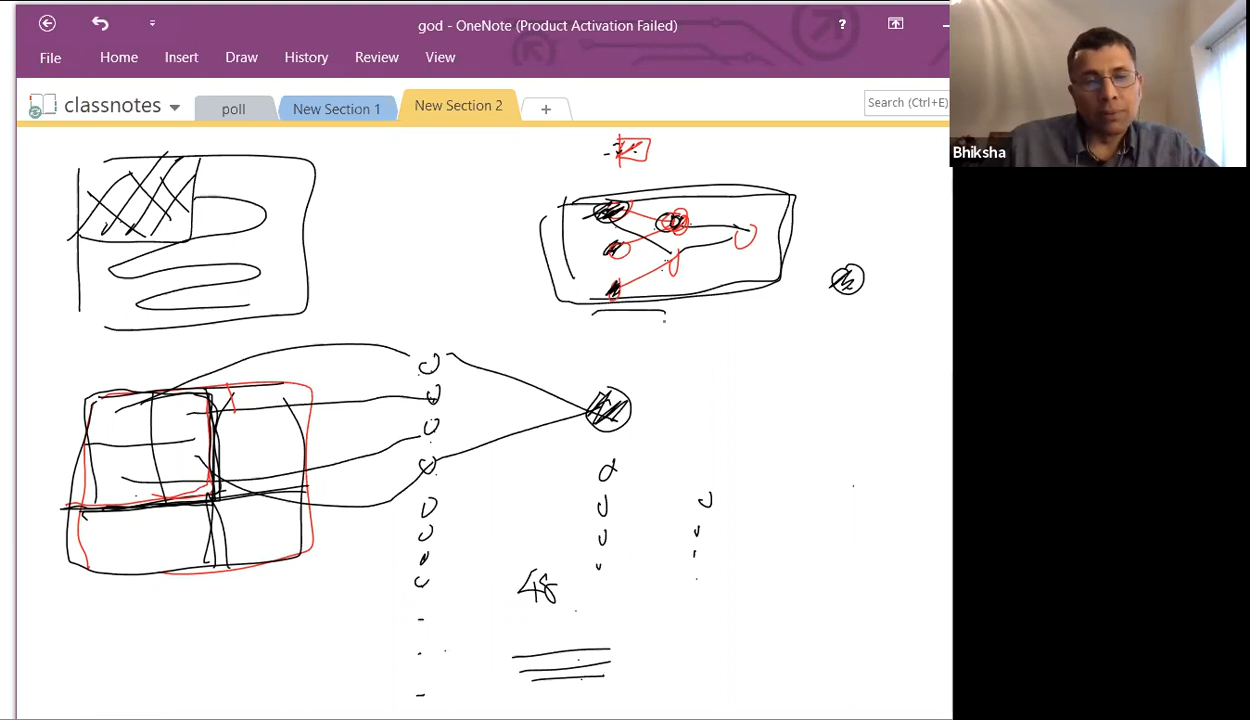 god - OneNote (Product Activation Failed)
?
File Home Insert Draw History Review View
classnotes poll New Section 1 New Section 2 +
Search (Ctrl+E)
Bhiksha
48